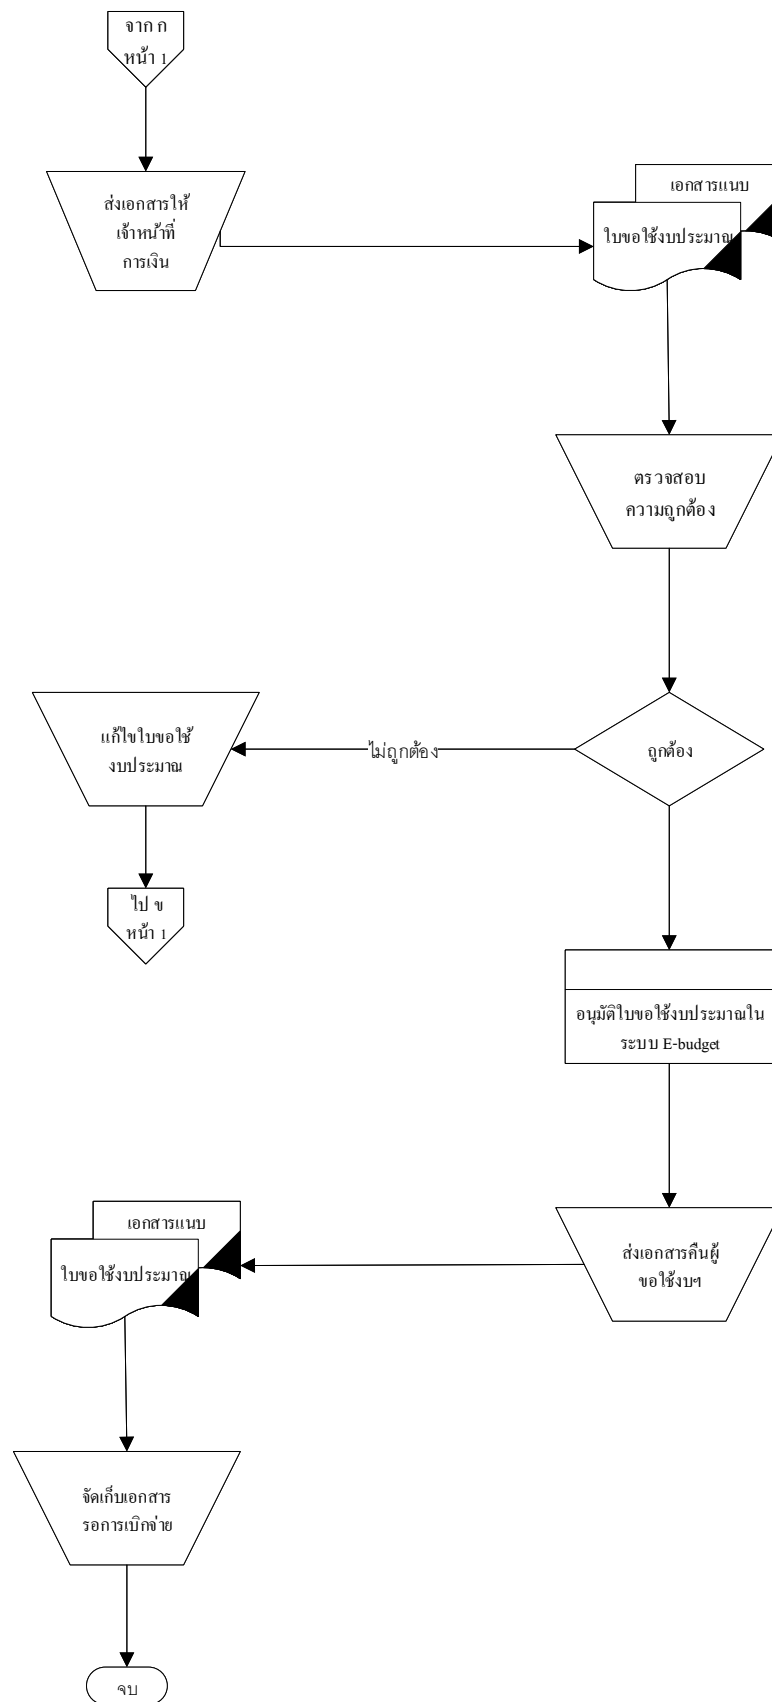 จาก ก
หน้า 1
ส่งเอกสารให้
เจ้าหน้าที่
การเงิน
เอกสารแนบ
ใบขอใช้งบประมาณ
ตรวจสอบ
ความถูกต้อง
แก้ไขใบขอใช้
งบประมาณ
ไม่ถูกต้อง
ถูกต้อง
ไป ข
หน้า 1
อนุมัติใบขอใช้งบประมาณใน
ระบบ E-budget
เอกสารแนบ
ใบขอใช้งบประมาณ
ส่งเอกสารคืนผู้
ขอใช้งบฯ
จัดเก็บเอกสาร
รอการเบิกจ่าย
จบ